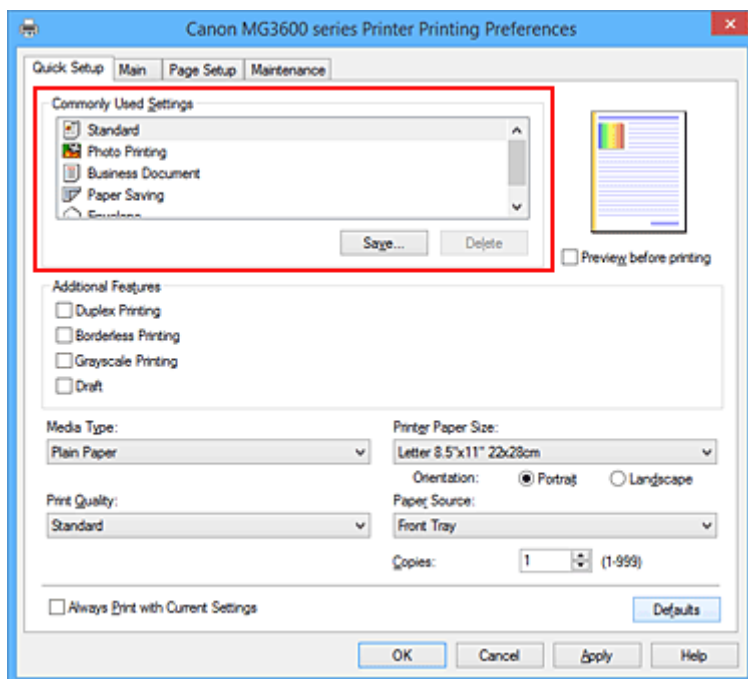 Canon MG3600 series Printer Printing Preferences
Quick Setup Main Page Setup Maintenance
Commonly Used Settings
Standard
Photo Printing
Business Document
Paper Saving
Envelope
Save... Delete
Preview before printing
Additional Features
Duplex Printing
Borderless Printing
Grayscale Printing
Draft
Media Type: Printer Paper Size:
Plain Paper Letter 8.5"x11" 22x28cm
Orientation: Portrait Landscape
Print Quality: Paper Source:
Standard Front Tray
Copies: 1 (1-999)
Always Print with Current Settings Defaults
OK Cancel Apply Help